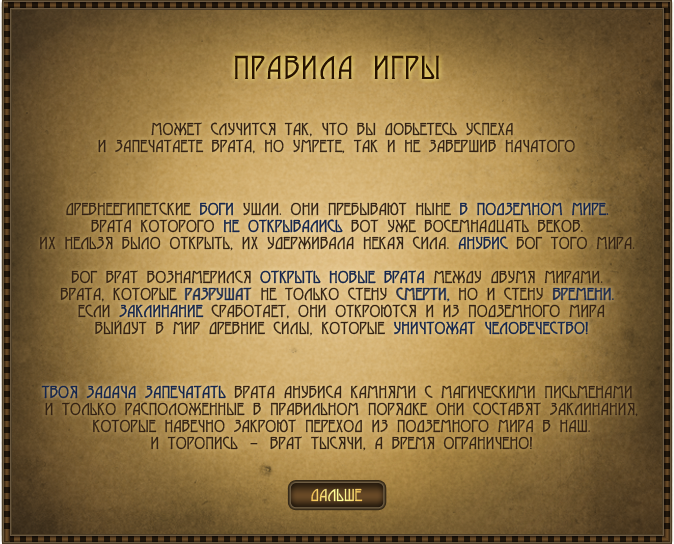 ПРАВИЛА ИГРЫ
МОЖЕТ СЛУЧИТСЯ ТАК, ЧТО ВЫ ДОБЬЕТЕСЬ УСПЕХА
И ЗАПЕЧАТАЕТЕ ВРАТА, НО УМРЕТЕ, ТАК И НЕ ЗАВЕРШИВ НАЧАТОГО
ДРЕВНЕЕГИПЕТСКИЕ БОГИ УШЛИ. ОНИ ПРЕБЫВАЮТ НЫНЕ В ПОДЗЕМНОМ МИРЕ.
ВРАТА КОТОРОГО НЕ ОТКРЫВАЛИСЬ ВОТ УЖЕ ВОСЕМНАДЦАТЬ ВЕКОВ.
ИХ НЕЛЬЗЯ БЫЛО ОТКРЫТЬ, ИХ УДЕРЖИВАЛА НЕКАЯ СИЛА. АНУБИС БОГ ТОГО МИРА.
БОГ ВРАТ ВОЗНАМЕРИЛСЯ ОТКРЫТЬ НОВЫЕ ВРАТА МЕЖДУ ДВУМЯ МИРАМИ.
ВРАТА, КОТОРЫЕ РАЗРУШАТ НЕ ТОЛЬКО СТЕНУ СМЕРТИ, НО И СТЕНУ ВРЕМЕНИ.
ЕСЛИ ЗАКЛИНАНИЕ СРАБОТАЕТ, ОНИ ОТКРОЮТСЯ И ИЗ ПОДЗЕМНОГО МИРА
ВЫЙДУТ В МИР ДРЕВНИЕ СИЛЫ, КОТОРЫЕ УНИЧТОЖАТ ЧЕЛОВЕЧЕСТВО!
ТВОЯ ЗАДАЧА ЗАПЕЧАТАТЬ ВРАТА АНУБИСА КАМНЯМИ С МАГИЧЕСКИМИ ПИСЬМЕНАМИ
И ТОЛЬКО РАСПОЛОЖЕННЫЕ В ПРАВИЛЬНОМ ПОРЯДКЕ ОНИ СОСТАВЯТ ЗАКЛИНАНИЯ,
КОТОРЫЕ НАВЕЧНО ЗАКРОЮТ ПЕРЕХОД ИЗ ПОДЗЕМНОГО МИРА В НАШ.
И ТОРОПИСЬ – ВРАТ ТЫСЯЧИ, А ВРЕМЯ ОГРАНИЧЕНО!
ДАЛЬШЕ